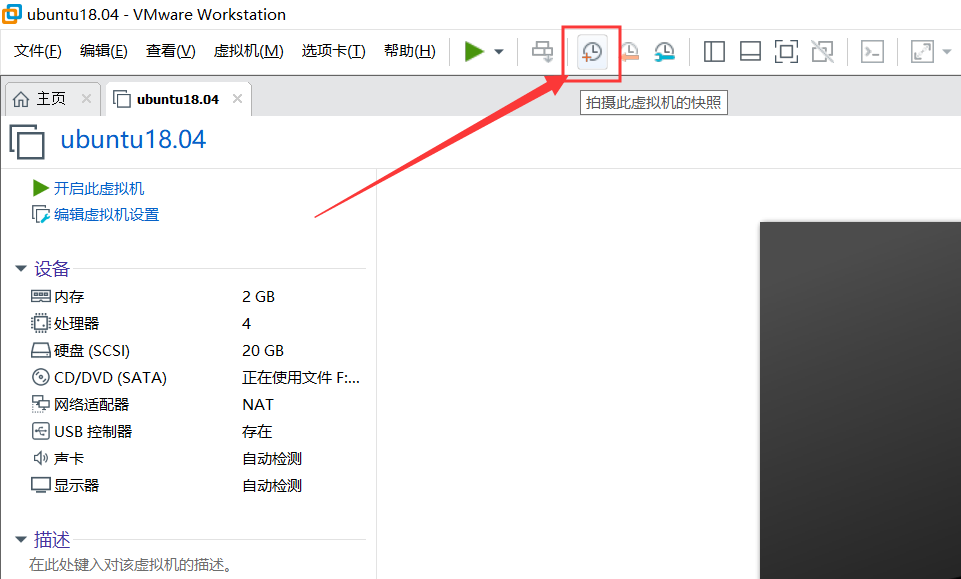 ubuntu18.04 - VMware Workstation
文件(F) 编辑(E) 查看(V) 虚拟机(M) 选项卡(T) 帮助(H)
主页 ubuntu18.04
拍摄此虚拟机的快照
ubuntu18.04
开启此虚拟机
编辑虚拟机设置
设备
内存 2 GB
处理器 4
硬盘 (SCSI) 20 GB
CD/DVD (SATA) 正在使用文件 F:...
网络适配器 NAT
USB 控制器 存在
声卡 自动检测
显示器 自动检测
描述
在此处键入对该虚拟机的描述。